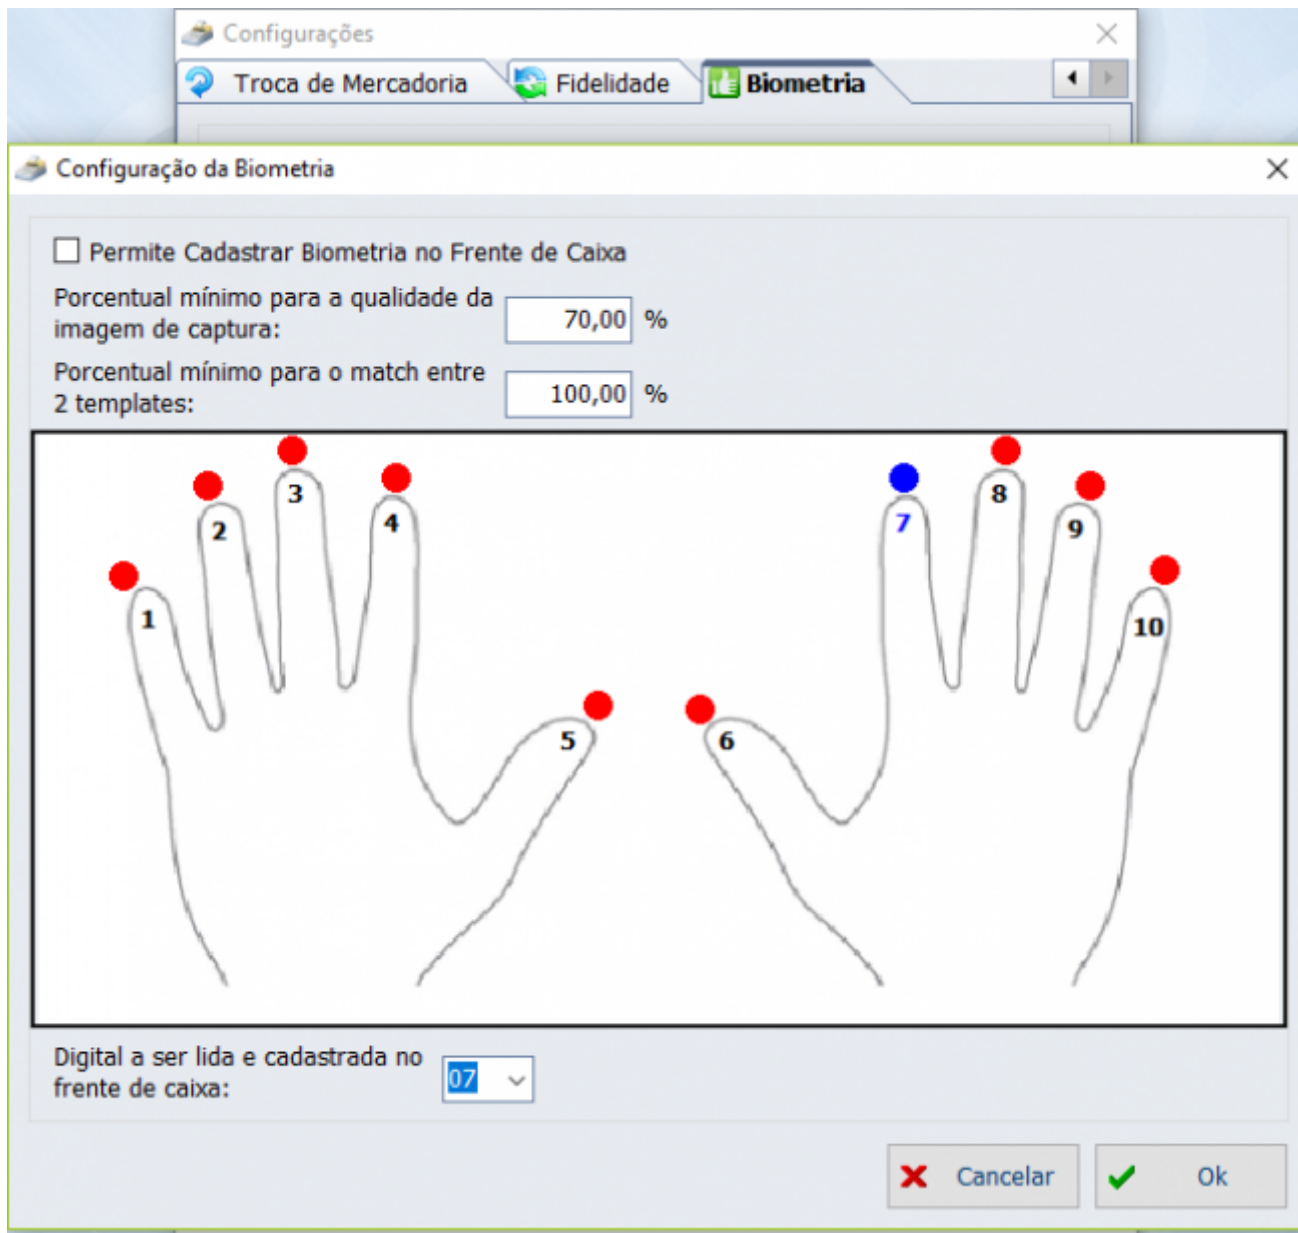 Configurações
Troca de Mercadoria Fidelidade Biometria
Configuração da Biometria
Permite Cadastrar Biometria no Frente de Caixa
Porcentual mínimo para a qualidade da
imagem de captura: 70,00 %
Porcentual mínimo para o match entre
2 templates: 100,00 %
3 8
4 7
2 9
1 10
5 6
Digital a ser lida e cadastrada no
frente de caixa: 07
Cancelar Ok